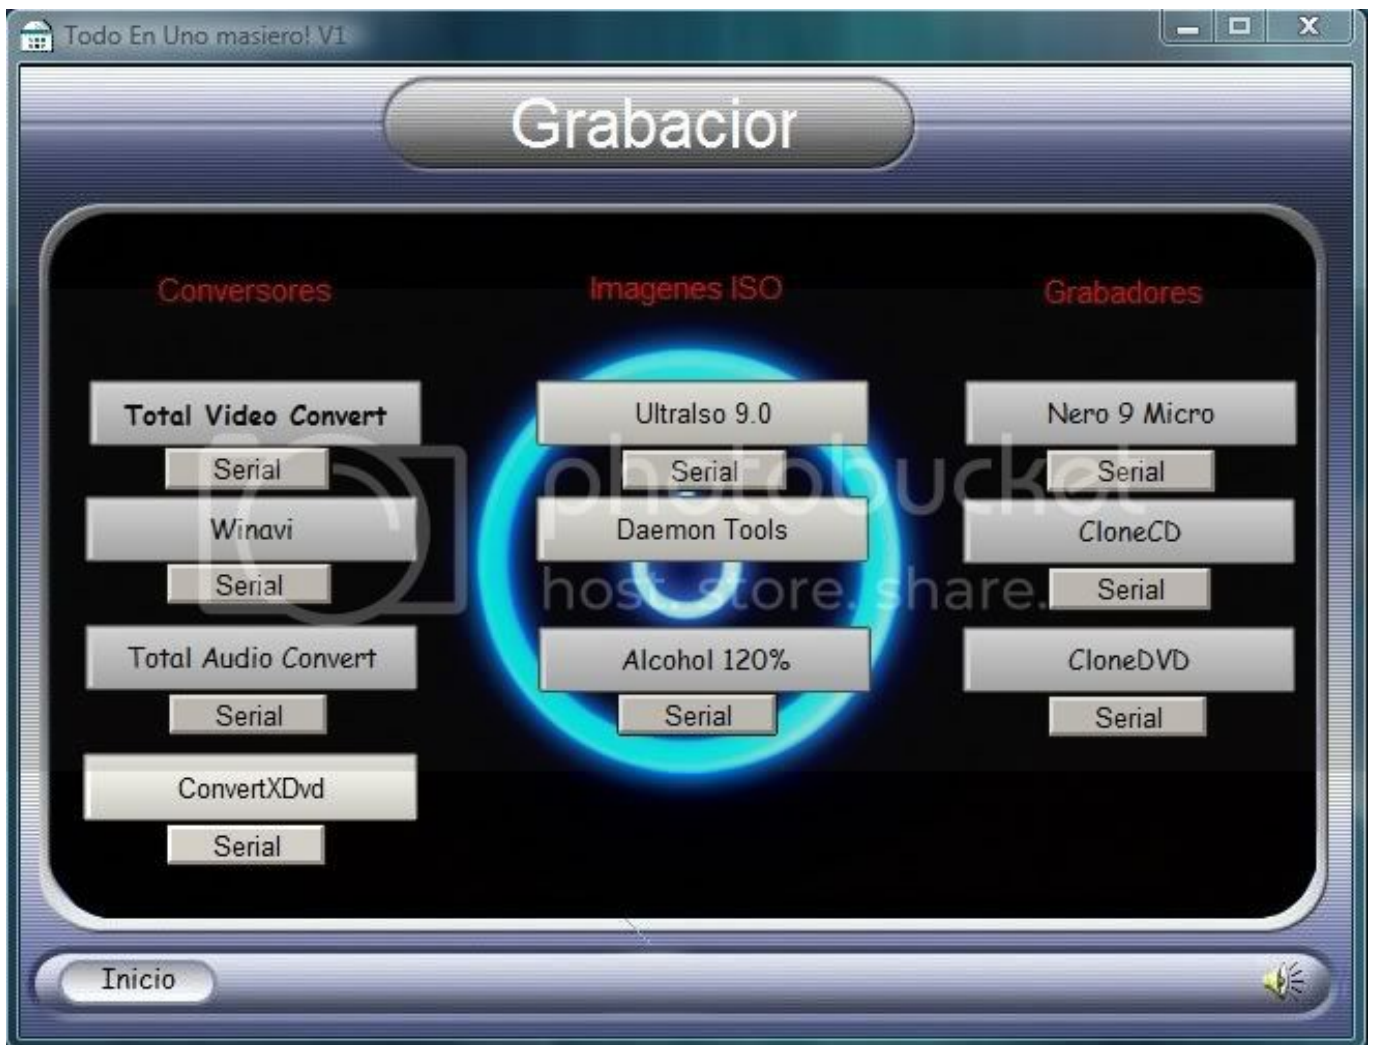 Todo En Uno masiero! V1
Grabacior
Conversores
Imagenes ISO
Grabadores
Total Video Convert
Serial
Winavi
Serial
Total Audio Convert
Serial
ConvertXDvd
Serial
UltraIso 9.0
Serial
Daemon Tools
Alcohol 120%
Serial
Nero 9 Micro
Serial
CloneCD
Serial
CloneDVD
Serial
photobucket
host. store. share.
Inicio